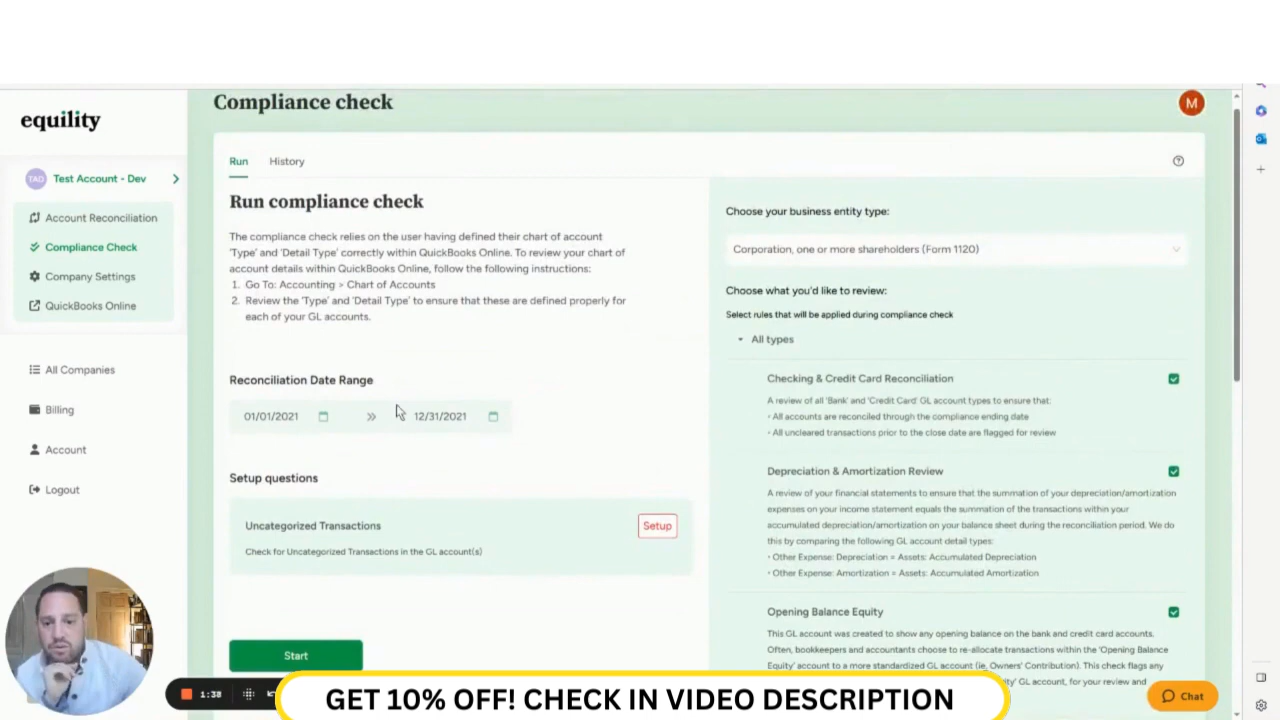 Compliance check
M
equility
TAD Test Account - Dev
Account Reconciliation
Compliance Check
Company Settings
QuickBooks Online
All Companies
Billing
Account
Logout
Run History
Run compliance check
The compliance check relies on the user having defined their chart of account
'Type' and 'Detail Type' correctly within QuickBooks Online. To review your chart of
account details within QuickBooks Online, follow the following instructions:
1. Go To: Accounting > Chart of Accounts
2. Review the 'Type' and 'Detail Type' to ensure that these are defined properly for
each of your GL accounts.
Reconciliation Date Range
01/01/2021 >> 12/31/2021
Setup questions
Uncategorized Transactions
Setup
Check for Uncategorized Transactions in the GL account(s)
Start
Choose your business entity type:
Corporation, one or more shareholders (Form 1120)
Choose what you'd like to review:
Select rules that will be applied during compliance check
All types
Checking & Credit Card Reconciliation
A review of all 'Bank' and 'Credit Card' GL account types to ensure that:
• All accounts are reconciled through the compliance ending date
• All uncleared transactions prior to the close date are flagged for review
Depreciation & Amortization Review
A review of your financial statements to ensure that the summation of your depreciation/amortization
expenses on your income statement equals the summation of the transactions within your
accumulated depreciation/amortization on your balance sheet during the reconciliation period. We do
this by comparing the following GL account detail types:
• Other Expense: Depreciation = Assets: Accumulated Depreciation
• Other Expense: Amortization = Assets: Accumulated Amortization
Opening Balance Equity
This GL account was created to show any opening balance on the bank and credit card accounts.
Often, bookkeepers and accountants choose to re-allocate transactions within the 'Opening Balance
Equity' account to a more standardized GL account (ie, Owners' Contribution). This check flags any
y' GL account, for your review and
Chat
1:38
GET 10% OFF! CHECK IN VIDEO DESCRIPTION